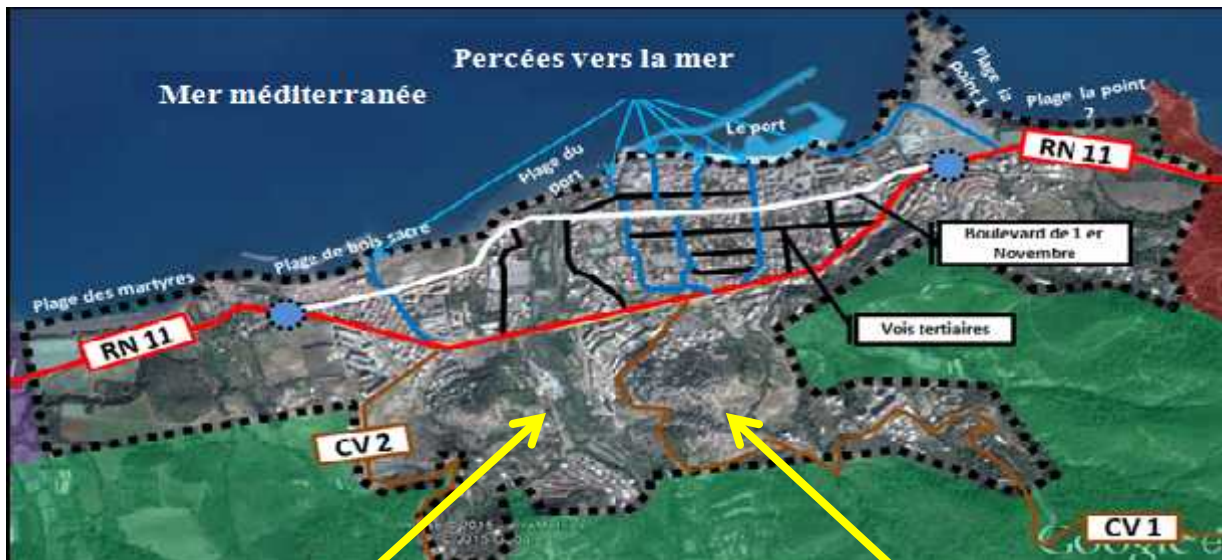 Percées vers la mer
Mer méditerranée
Le port
Plage la
point 1
Plage la point
2
RN 11
Plage du
port
Plage de bois sacre
Plage des martyres
Boulevard de 1 er
Novembre
Vois tertiaires
RN 11
CV 2
CV 1